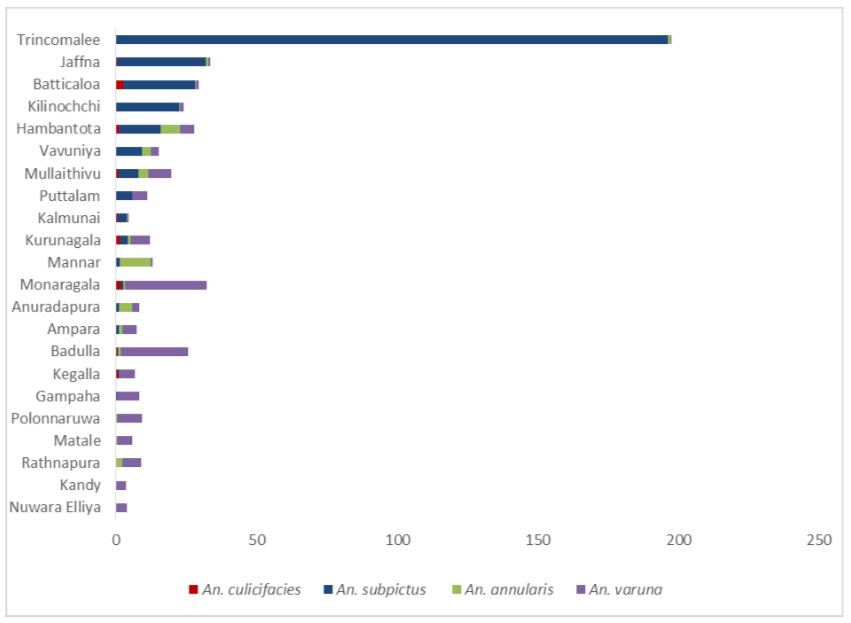 Trincomalee
Jaffna
Batticaloa
Kilinochchi
Hambantota
Vavuniya
Mullaithivu
Puttalam
Kalmunai
Kurunagala
Mannar
Monaragala
Anuradapura
Ampara
Badulla
Kegalla
Gampaha
Polonnaruwa
Matale
Rathnapura
Kandy
Nuwara Elliya
0 50 100 150 200 250
An. culicifacies An. subpictus An. annularis An. varuna